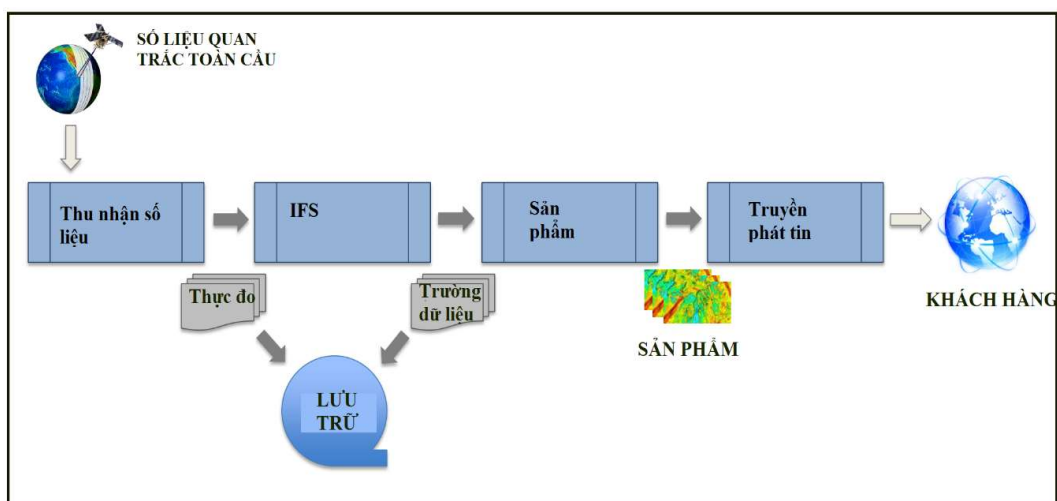 SỐ LIỆU QUAN
TRẮC TOÀN CẦU
Thu nhận số
liệu
IFS
Sản
phẩm
Truyền
phát tin
Thực đo
Trường
dữ liệu
SẢN PHẨM
KHÁCH HÀNG
LƯU
TRỮ